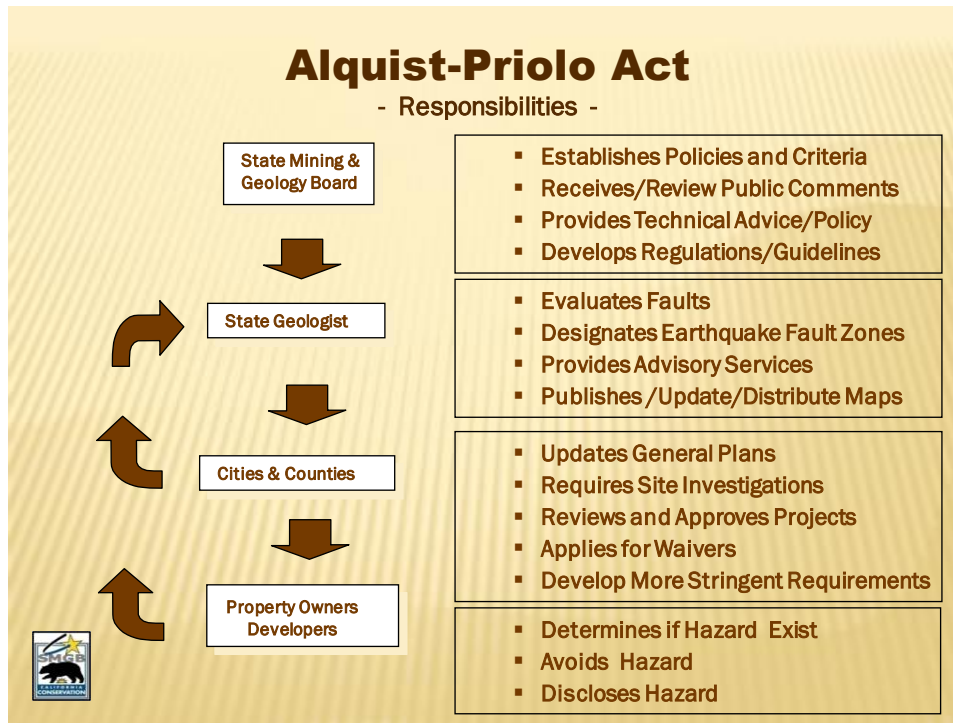 Alquist-Priolo Act
- Responsibilities -
State Mining &
Geology Board
▪ Establishes Policies and Criteria
▪ Receives/Review Public Comments
▪ Provides Technical Advice/Policy
▪ Develops Regulations/Guidelines
State Geologist
▪ Evaluates Faults
▪ Designates Earthquake Fault Zones
▪ Provides Advisory Services
▪ Publishes /Update/Distribute Maps
Cities & Counties
▪ Updates General Plans
▪ Requires Site Investigations
▪ Reviews and Approves Projects
▪ Applies for Waivers
▪ Develop More Stringent Requirements
Property Owners
Developers
▪ Determines if Hazard Exist
▪ Avoids Hazard
▪ Discloses Hazard
SMGB
CALIFORNIA
CONSERVATION